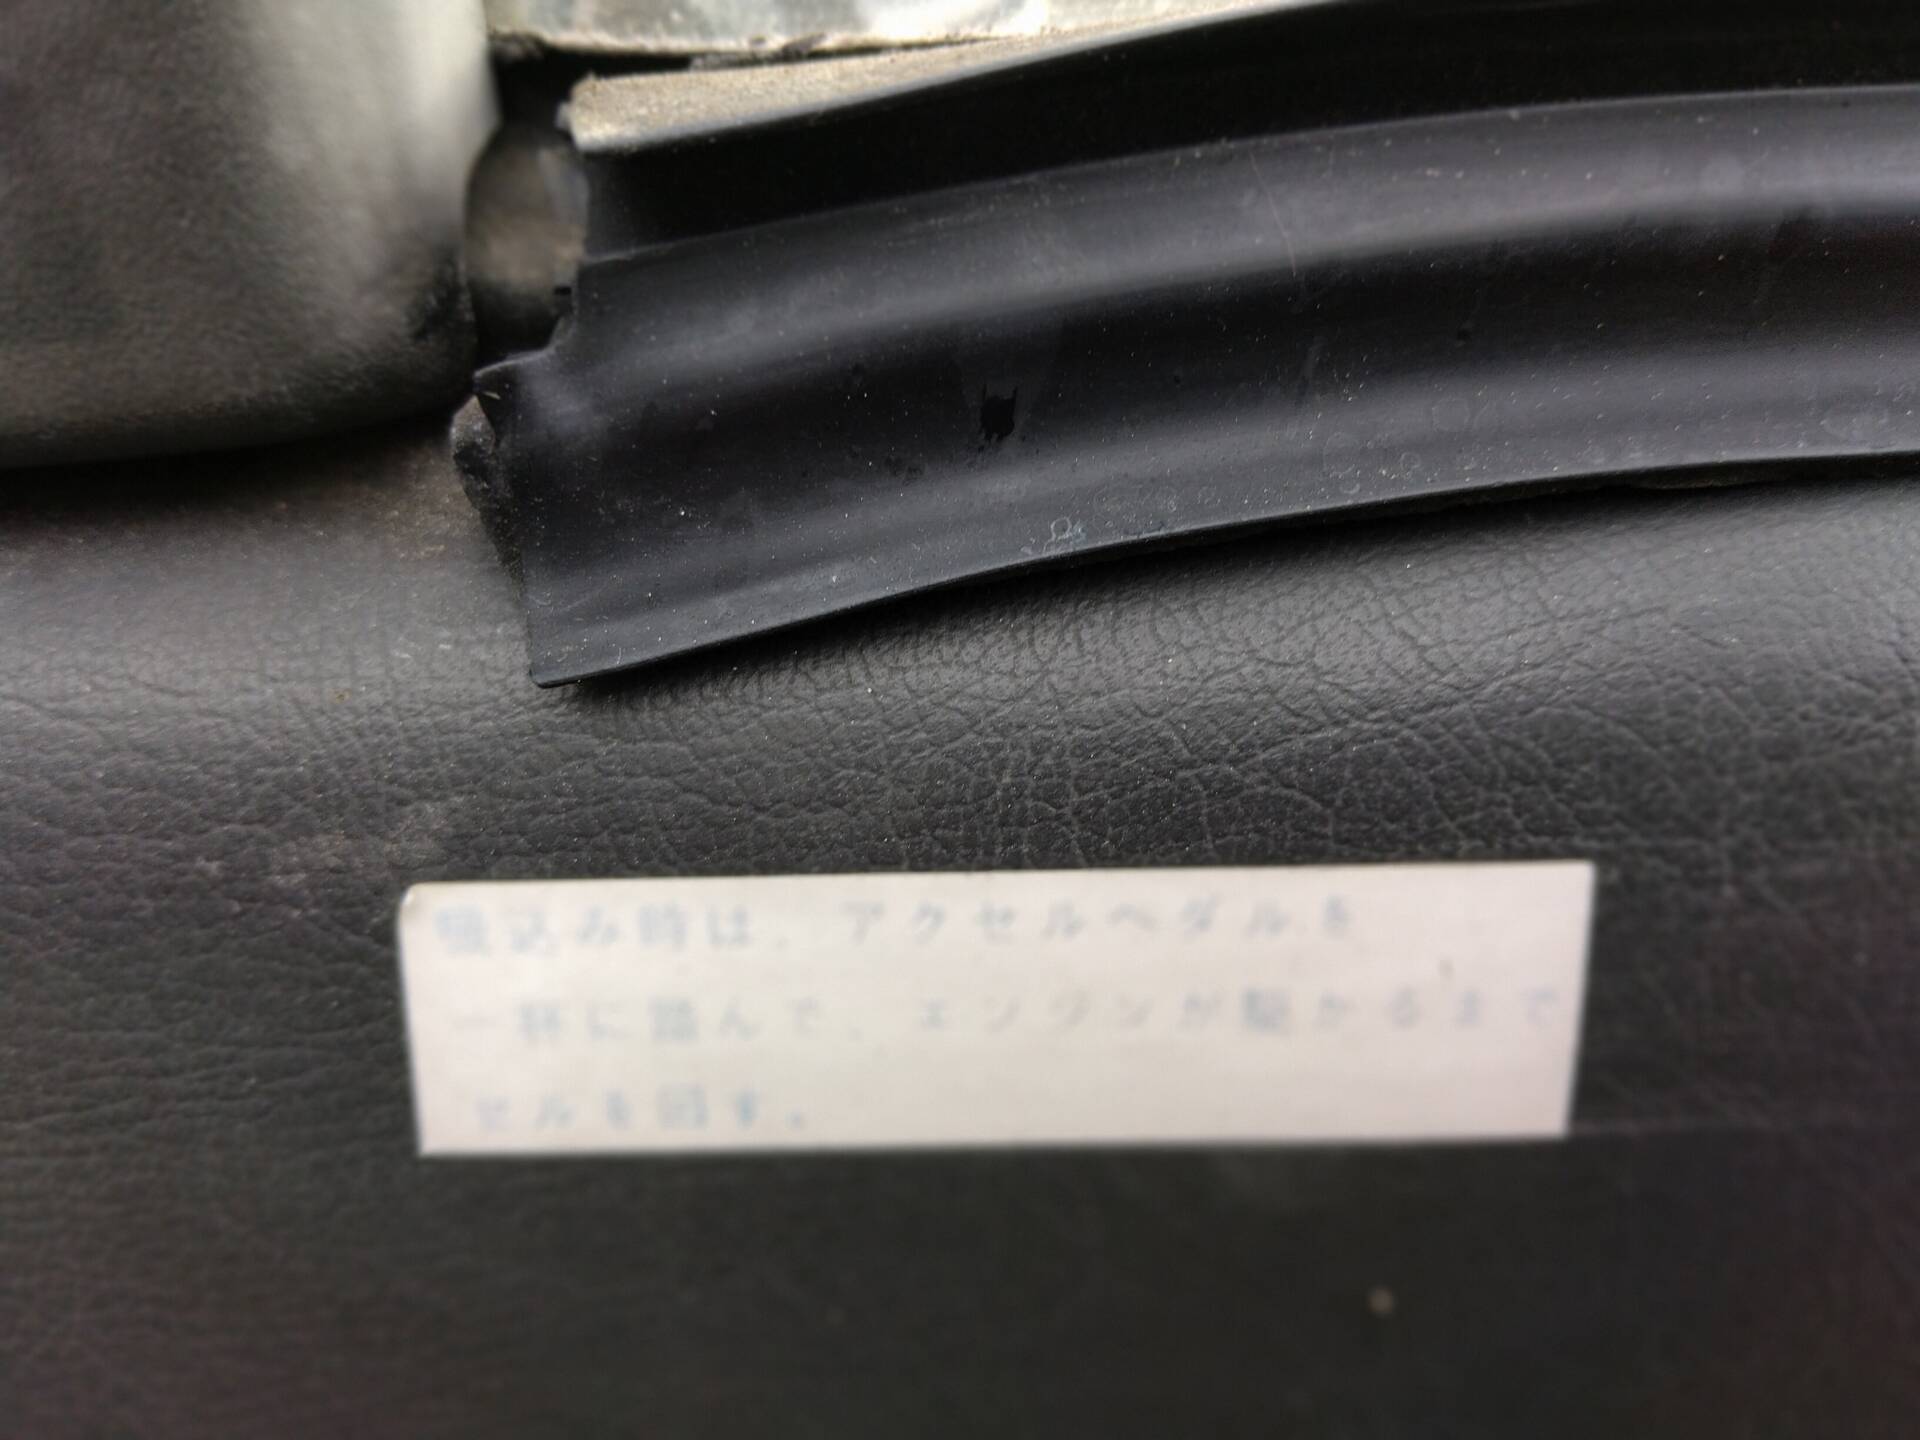 吸込み時は、アクセルペダルを
一杯に踏んで、エンジンが掛かるまで
セルを回す。